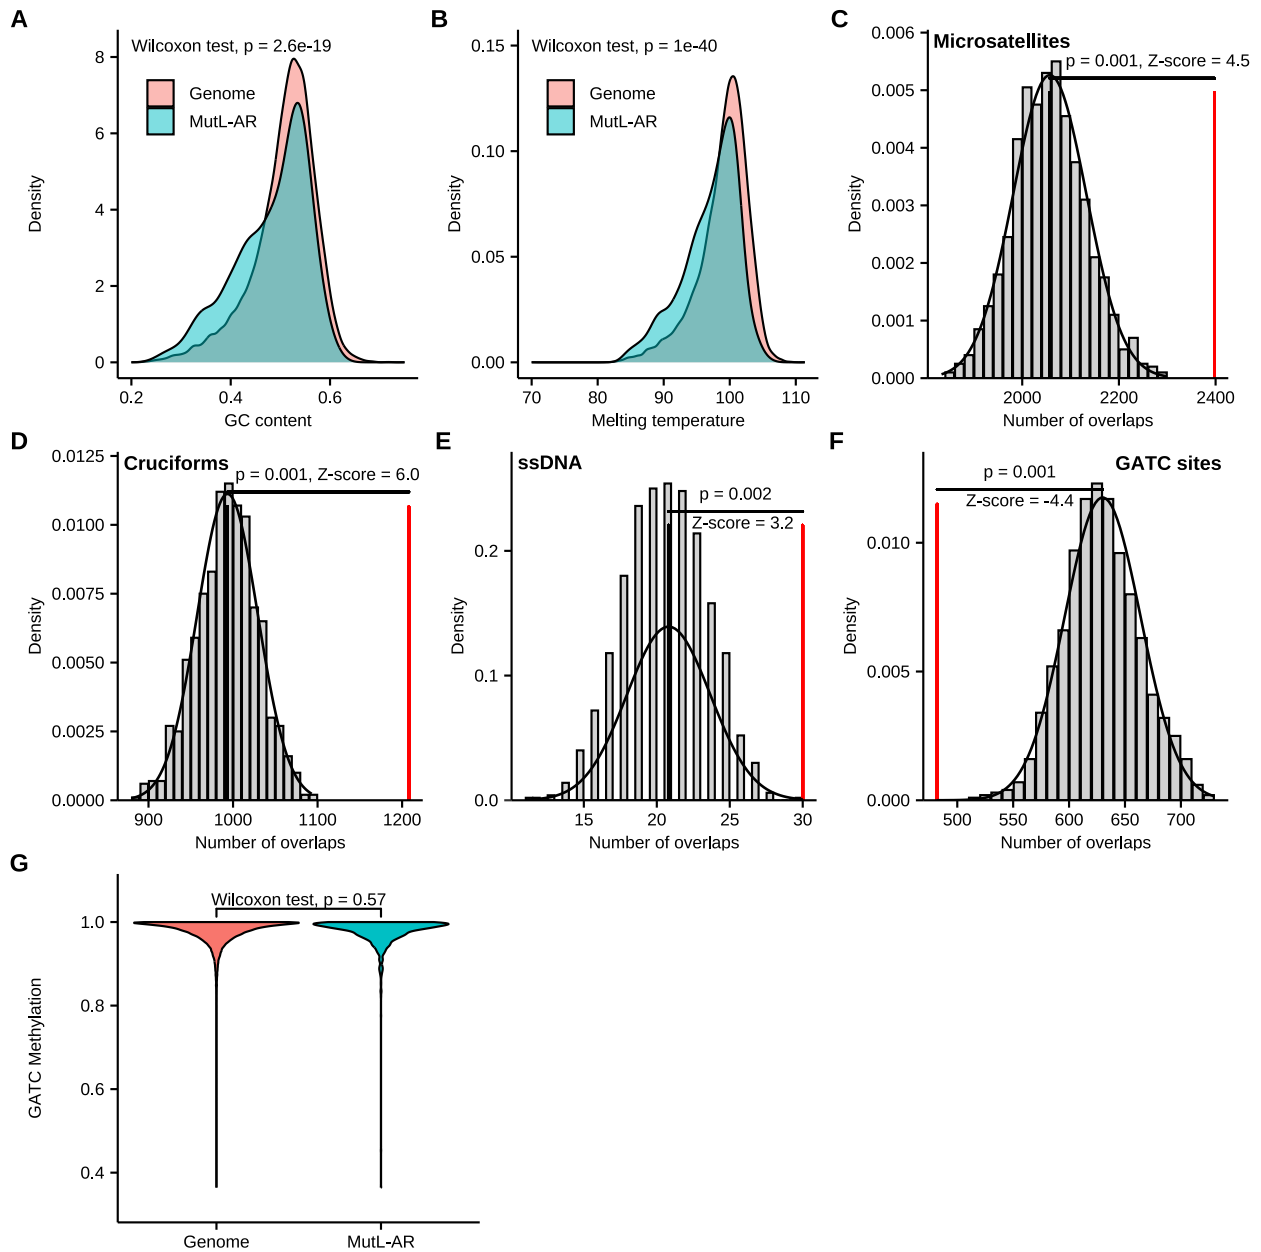 A
Wilcoxon test, p = 2.6e-19
Genome
MutL-AR
8
6
4
2
0
Density
0.2 0.4 0.6
GC content
B
Wilcoxon test, p = 1e-40
Genome
MutL-AR
0.15
0.10
0.05
0.00
Density
70 80 90 100 110
Melting temperature
C
Microsatellites
p = 0.001, Z-score = 4.5
0.006
0.005
0.004
0.003
0.002
0.001
0.000
Density
2000 2200 2400
Number of overlaps
D
Cruciforms
p = 0.001, Z-score = 6.0
0.0125
0.0100
0.0075
0.0050
0.0025
0.0000
Density
900 1000 1100 1200
Number of overlaps
E
ssDNA
p = 0.002
Z-score = 3.2
0.2
0.1
0.0
Density
15 20 25 30
Number of overlaps
F
GATC sites
p = 0.001
Z-score = -4.4
0.010
0.005
0.000
Density
500 550 600 650 700
Number of overlaps
G
Wilcoxon test, p = 0.57
1.0
0.8
0.6
0.4
GATC Methylation
Genome MutL-AR